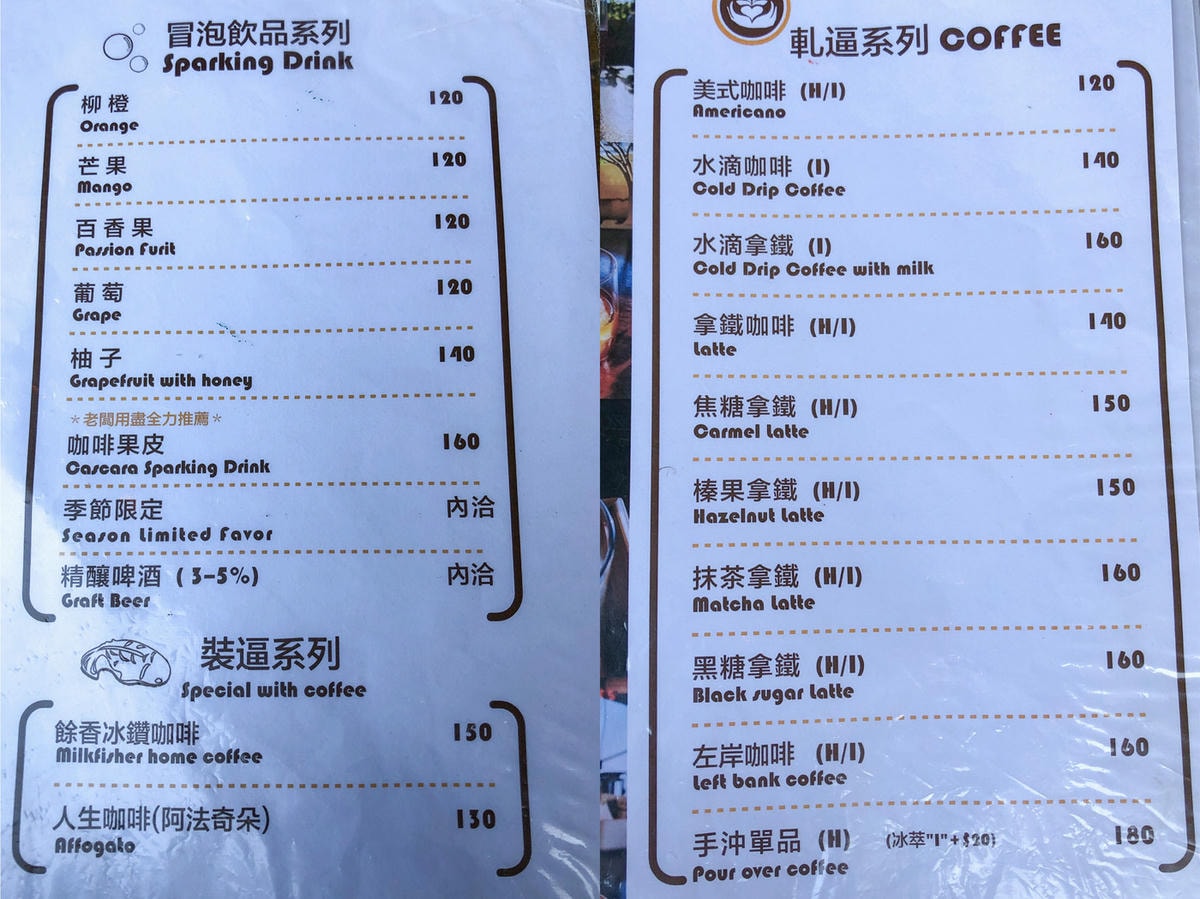 冒泡飲品系列
Sparking Drink
柳橙 120
Orange
芒果 120
Mango
百香果 120
Passion Furit
葡萄 120
Grape
柚子 140
Grapefruit with honey
*老闆用盡全力推薦*
咖啡果皮 160
Cascara Sparking Drink
季節限定 內洽
Season Limited Favor
精釀啤酒 (3-5%) 內洽
Graft Beer
裝逼系列
Special with coffee
餘香冰鑽咖啡 150
Milkfisher home coffee
人生咖啡(阿法奇朵) 130
Affogato
軋逼系列 COFFEE
美式咖啡 (H/I) 120
Americano
水滴咖啡 (I) 140
Cold Drip Coffee
水滴拿鐵 (I) 160
Cold Drip Coffee with milk
拿鐵咖啡 (H/I) 140
Latte
焦糖拿鐵 (H/I) 150
Carmel Latte
榛果拿鐵 (H/I) 150
Hazelnut Latte
抹茶拿鐵 (H/I) 160
Matcha Latte
黑糖拿鐵 (H/I) 160
Black sugar Latte
左岸咖啡 (H/I) 160
Left bank coffee
手沖單品 (H) (冰萃"I"+$20) 180
Pour over coffee